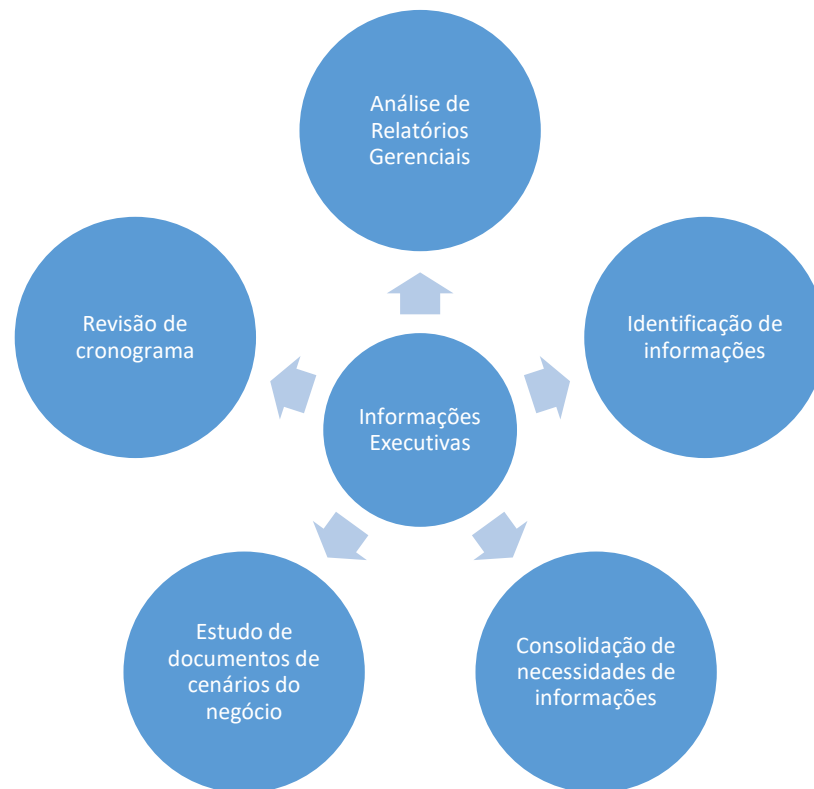 Análise de
Relatórios
Gerenciais
Identificação de
informações
Consolidação de
necessidades de
informações
Estudo de
documentos de
cenários do
negócio
Revisão de
cronograma
Informações
Executivas